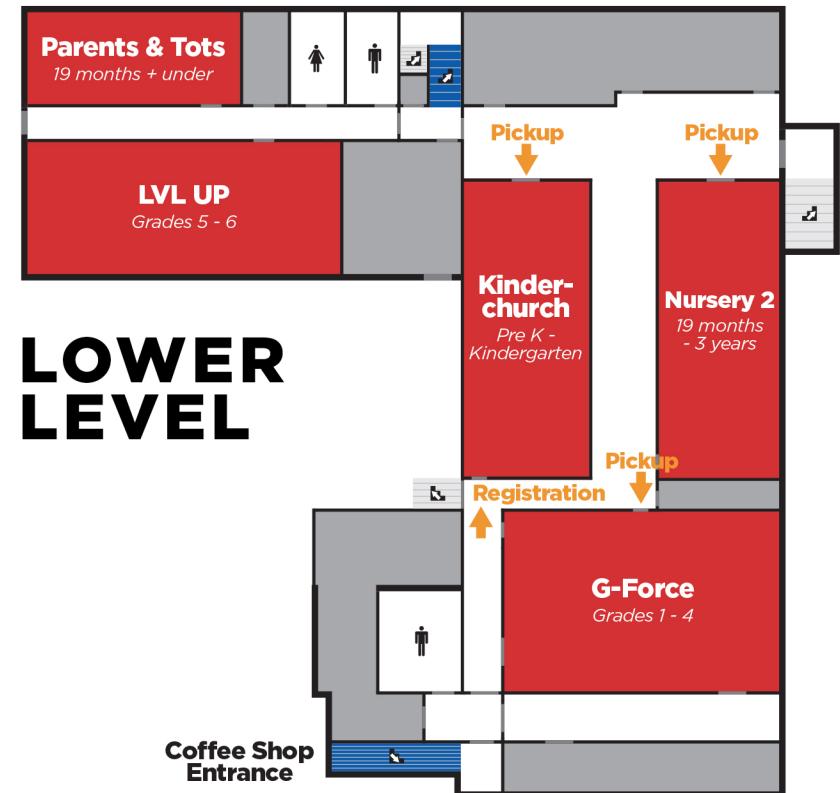 Parents & Tots
19 months + under
Pickup
Pickup
LVL UP
Grades 5 - 6
Kinder-
church
Pre K -
Kindergarten
Nursery 2
19 months
- 3 years
LOWER
LEVEL
Pickup
Registration
G-Force
Grades 1 - 4
Coffee Shop
Entrance